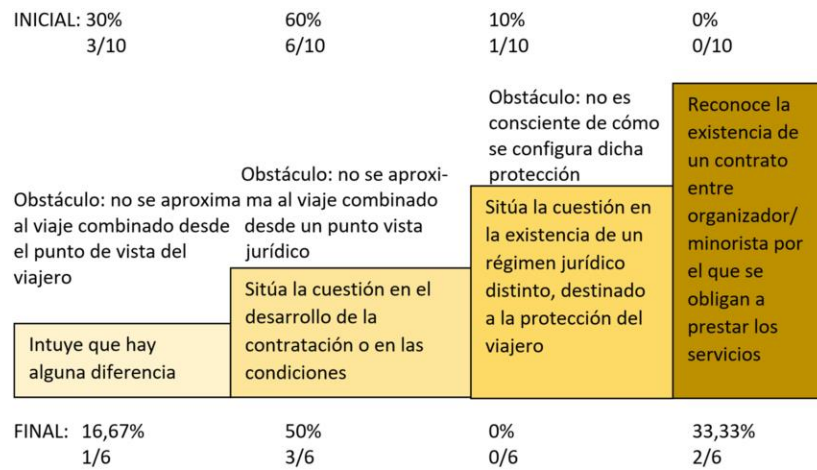 INICIAL: 30% 60% 10% 0%
3/10 6/10 1/10 0/10
Obstáculo: no se aproxima
al viaje combinado desde
el punto de vista del
viajero
Intuye que hay
alguna diferencia
Obstáculo: no se aproxi-
ma al viaje combinado
desde un punto vista
jurídico
Sitúa la cuestión en el
desarrollo de la
contratación o en las
condiciones
Obstáculo: no es
consciente de cómo
se configura dicha
protección
Sitúa la cuestión en
la existencia de un
régimen jurídico
distinto, destinado
a la protección del
viajero
Reconoce la
existencia de
un contrato
entre
organizador/
minorista por
el que se
obligan a
prestar los
servicios
FINAL: 16,67% 50% 0% 33,33%
1/6 3/6 0/6 2/6